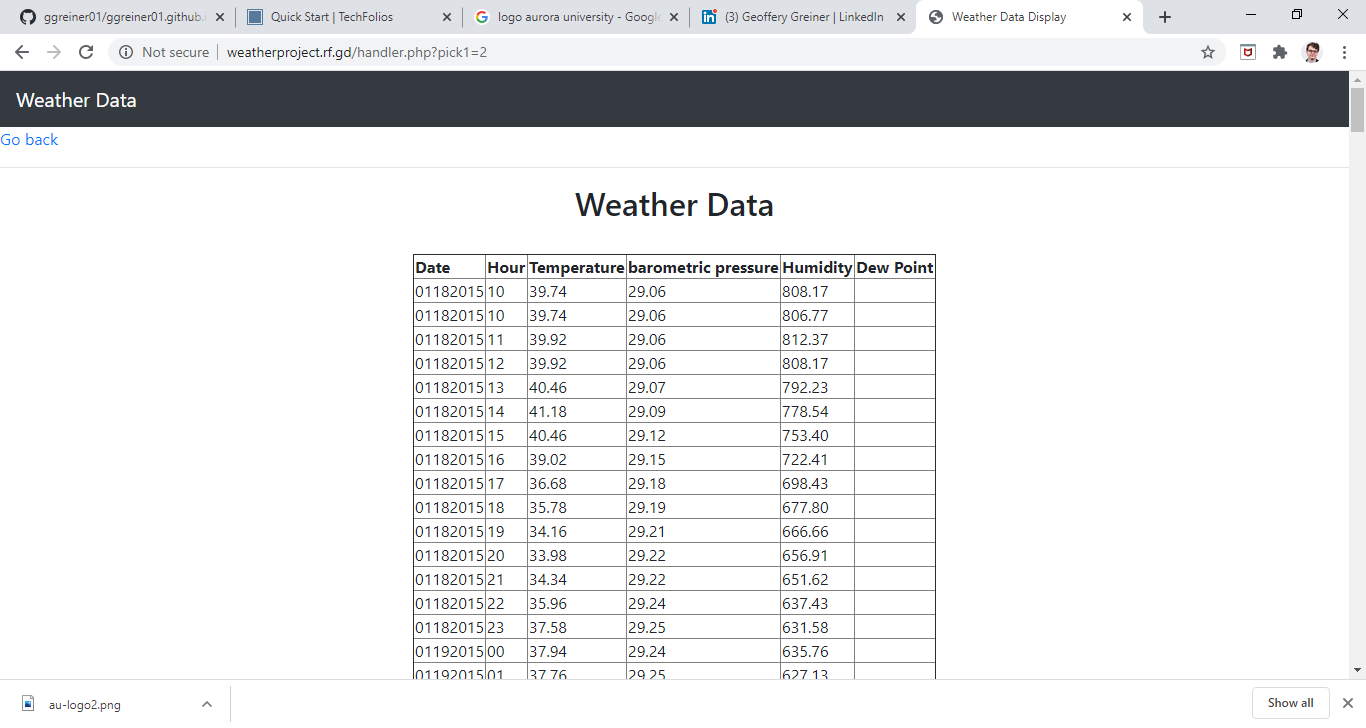 ggreiner01/ggreiner01.github.i
Quick Start | TechFolios
logo aurora university - Google
(3) Geoffery Greiner | LinkedIn
Weather Data Display
Not secure | weatherproject.rf.gd/handler.php?pick1=2
Weather Data
Go back
Weather Data
Date Hour Temperature barometric pressure Humidity Dew Point
01182015 10 39.74 29.06 808.17
01182015 10 39.74 29.06 806.77
01182015 11 39.92 29.06 812.37
01182015 12 39.92 29.06 808.17
01182015 13 40.46 29.07 792.23
01182015 14 41.18 29.09 778.54
01182015 15 40.46 29.12 753.40
01182015 16 39.02 29.15 722.41
01182015 17 36.68 29.18 698.43
01182015 18 35.78 29.19 677.80
01182015 19 34.16 29.21 666.66
01182015 20 33.98 29.22 656.91
01182015 21 34.34 29.22 651.62
01182015 22 35.96 29.24 637.43
01182015 23 37.58 29.25 631.58
01192015 00 37.94 29.24 635.76
01192015 01 37.76 29.25 627.13
au-logo2.png
Show all